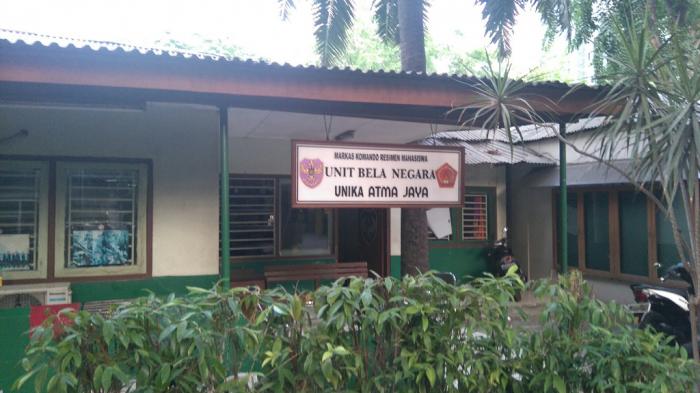 MARKAS KOMANDO RESIMEN MAHASISWA
UNIT BELA NEGARA
UNIKA ATMA JAYA